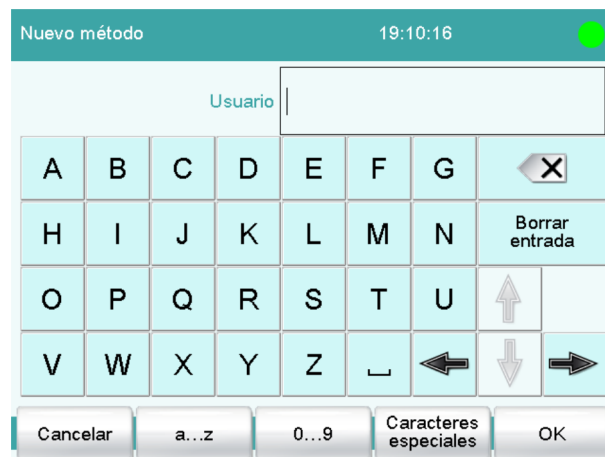 Nuevo método 19:10:16
Usuario
A B C D E F G
H I J K L M N Borrar
entrada
O P Q R S T U
V W X Y Z
Cancelar a...z 0...9 Caracteres
especiales OK